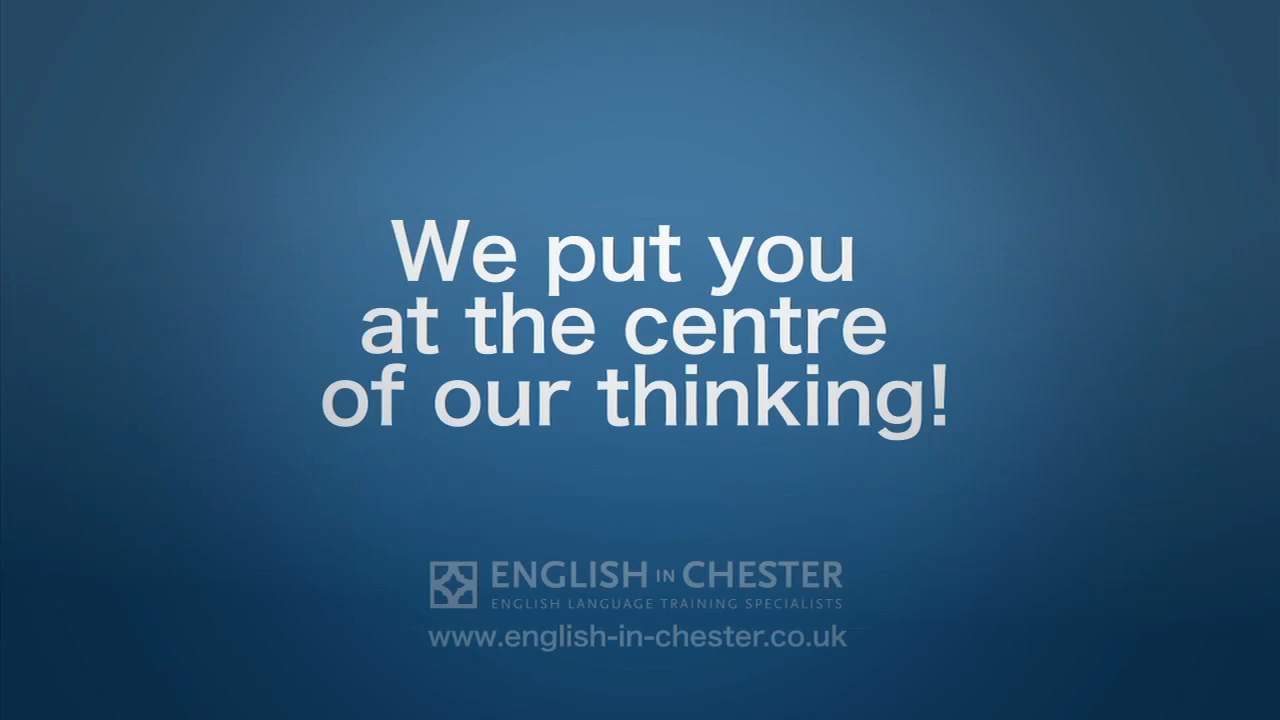 We put you
at the centre
of our thinking!
ENGLISH IN CHESTER
ENGLISH LANGUAGE TRAINING SPECIALISTS
www.english-in-chester.co.uk